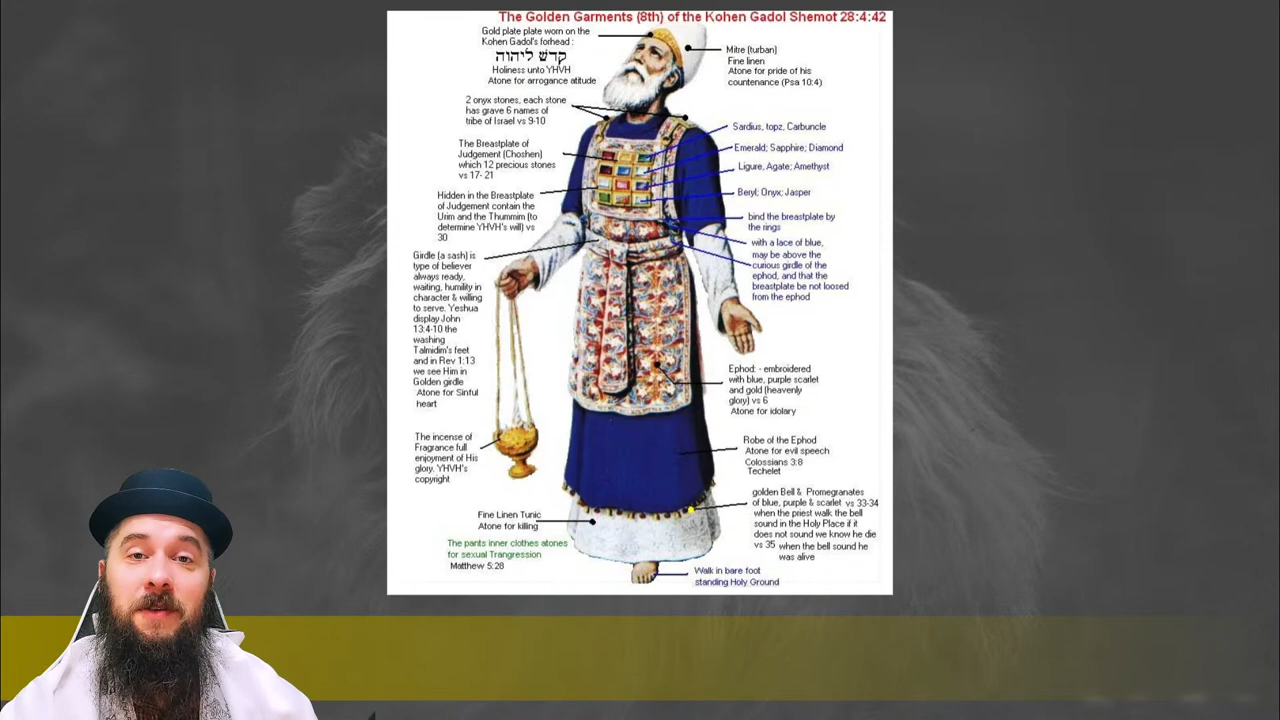 The Golden Garments (8th) of the Kohen Gadol Shemot 28:4:42
Gold plate plate worn on the
Kohen Gadol's forhead :
קדש ליהוה
Holiness unto YHVH
Atone for arrogance atitude
Mitre (turban)
Fine linen
Atone for pride of his
countenance (Psa 10:4)
2 onyx stones, each stone
has grave 6 names of
tribe of Israel vs 9-10
Sardius, topz, Carbuncle
Emerald; Sapphire; Diamond
Ligure, Agate; Amethyst
Beryl; Onyx; Jasper
The Breastplate of
Judgement (Choshen)
which 12 precious stones
vs 17- 21
Hidden in the Breastplate
of Judgement contain the
Urim and the Thummim (to
determine YHVH's will) vs
30
bind the breastplate by
the rings
with a lace of blue,
may be above the
curious girdle of the
ephod, and that the
breastplate be not loosed
from the ephod
Girdle (a sash) is
type of believer
always ready,
waiting, humility in
character & willing
to serve. Yeshua
display John
13:4-10 the
washing
Talmidim's feet
and in Rev 1:13
we see Him in
Golden girdle
Atone for Sinful
heart
Ephod: - embroidered
with blue, purple scarlet
and gold (heavenly
glory) vs 6
Atone for idolary
The incense of
Fragrance full
enjoyment of His
glory. YHVH's
copyright
Robe of the Ephod
Atone for evil speech
Colossians 3:8
Techelet
golden Bell & Promegranates
of blue, purple & scarlet vs 33-34
when the priest walk the bell
sound in the Holy Place if it
does not sound we know he die
vs 35 when the bell sound he
was alive
Fine Linen Tunic
Atone for killing
The pants inner clothes atones
for sexual Trangression
Matthew 5:28
Walk in bare foot
standing Holy Ground